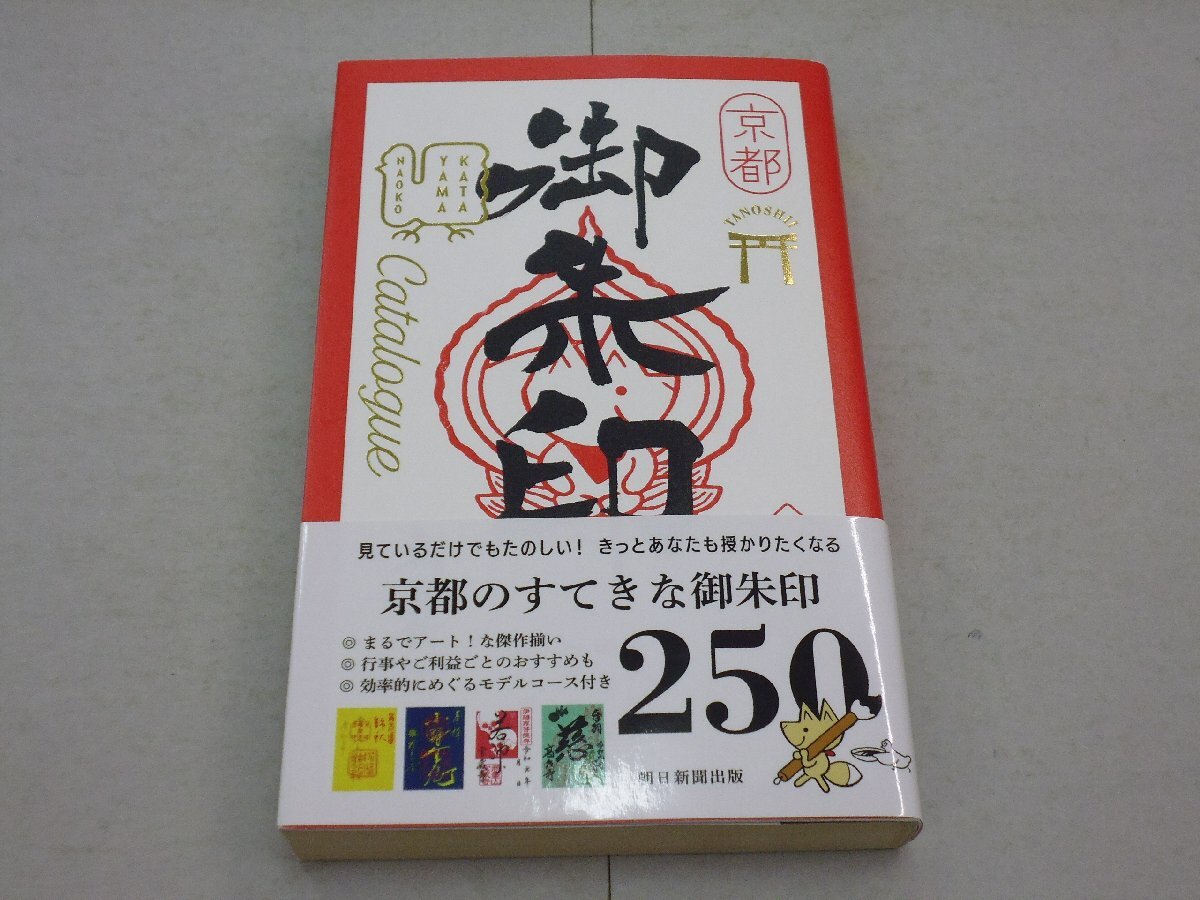 京都
御朱印
NAOKO
KATA
YAMA
TANOSHII
Catalogue
見ているだけでもたのしい! きっとあなたも授かりたくなる
京都のすてきな御朱印
250
◎ まるでアート!な傑作揃い
◎ 行事やご利益ごとのおすすめも
◎ 効率的にめぐるモデルコース付き
朝日新聞出版